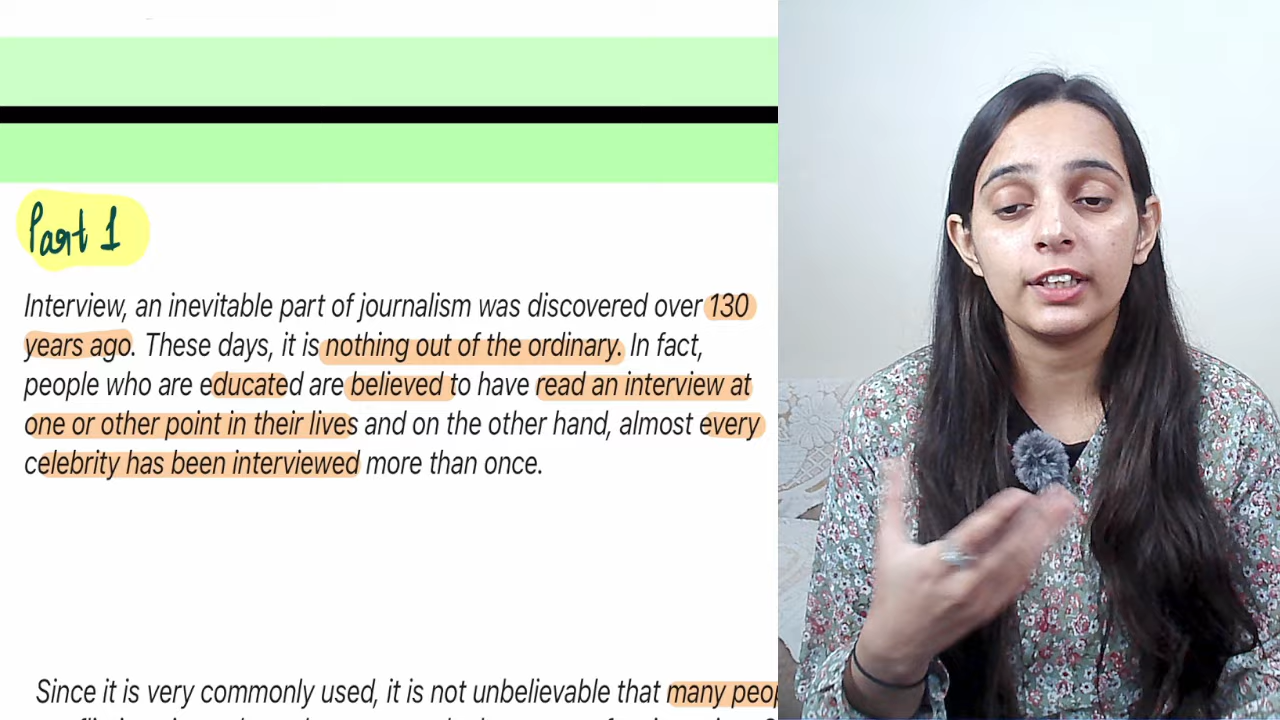 Part 1
Interview, an inevitable part of journalism was discovered over 130
years ago. These days, it is nothing out of the ordinary. In fact,
people who are educated are believed to have read an interview at
one or other point in their lives and on the other hand, almost every
celebrity has been interviewed more than once.
Since it is very commonly used, it is not unbelievable that many